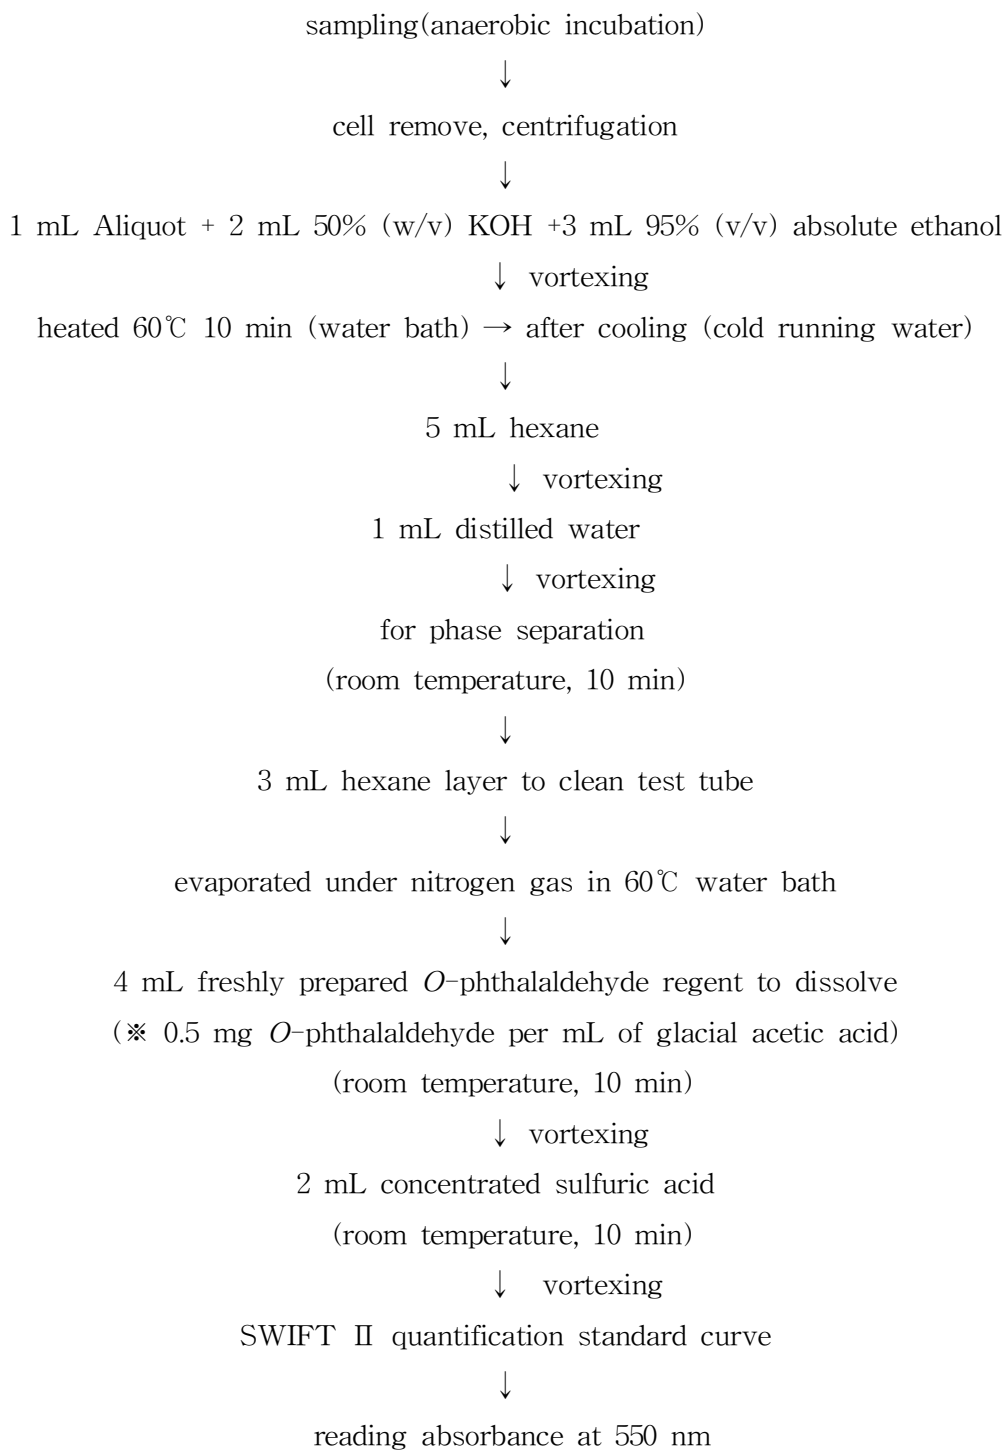 sampling(anaerobic incubation)
↓
cell remove, centrifugation
↓
1 mL Aliquot + 2 mL 50% (w/v) KOH +3 mL 95% (v/v) absolute ethanol
↓ vortexing
heated 60℃ 10 min (water bath) → after cooling (cold running water)
↓
5 mL hexane
↓ vortexing
1 mL distilled water
↓ vortexing
for phase separation
(room temperature, 10 min)
↓
3 mL hexane layer to clean test tube
↓
evaporated under nitrogen gas in 60℃ water bath
↓
4 mL freshly prepared O-phthalaldehyde regent to dissolve
(※ 0.5 mg O-phthalaldehyde per mL of glacial acetic acid)
(room temperature, 10 min)
↓ vortexing
2 mL concentrated sulfuric acid
(room temperature, 10 min)
↓ vortexing
SWIFT Ⅱ quantification standard curve
↓
reading absorbance at 550 nm